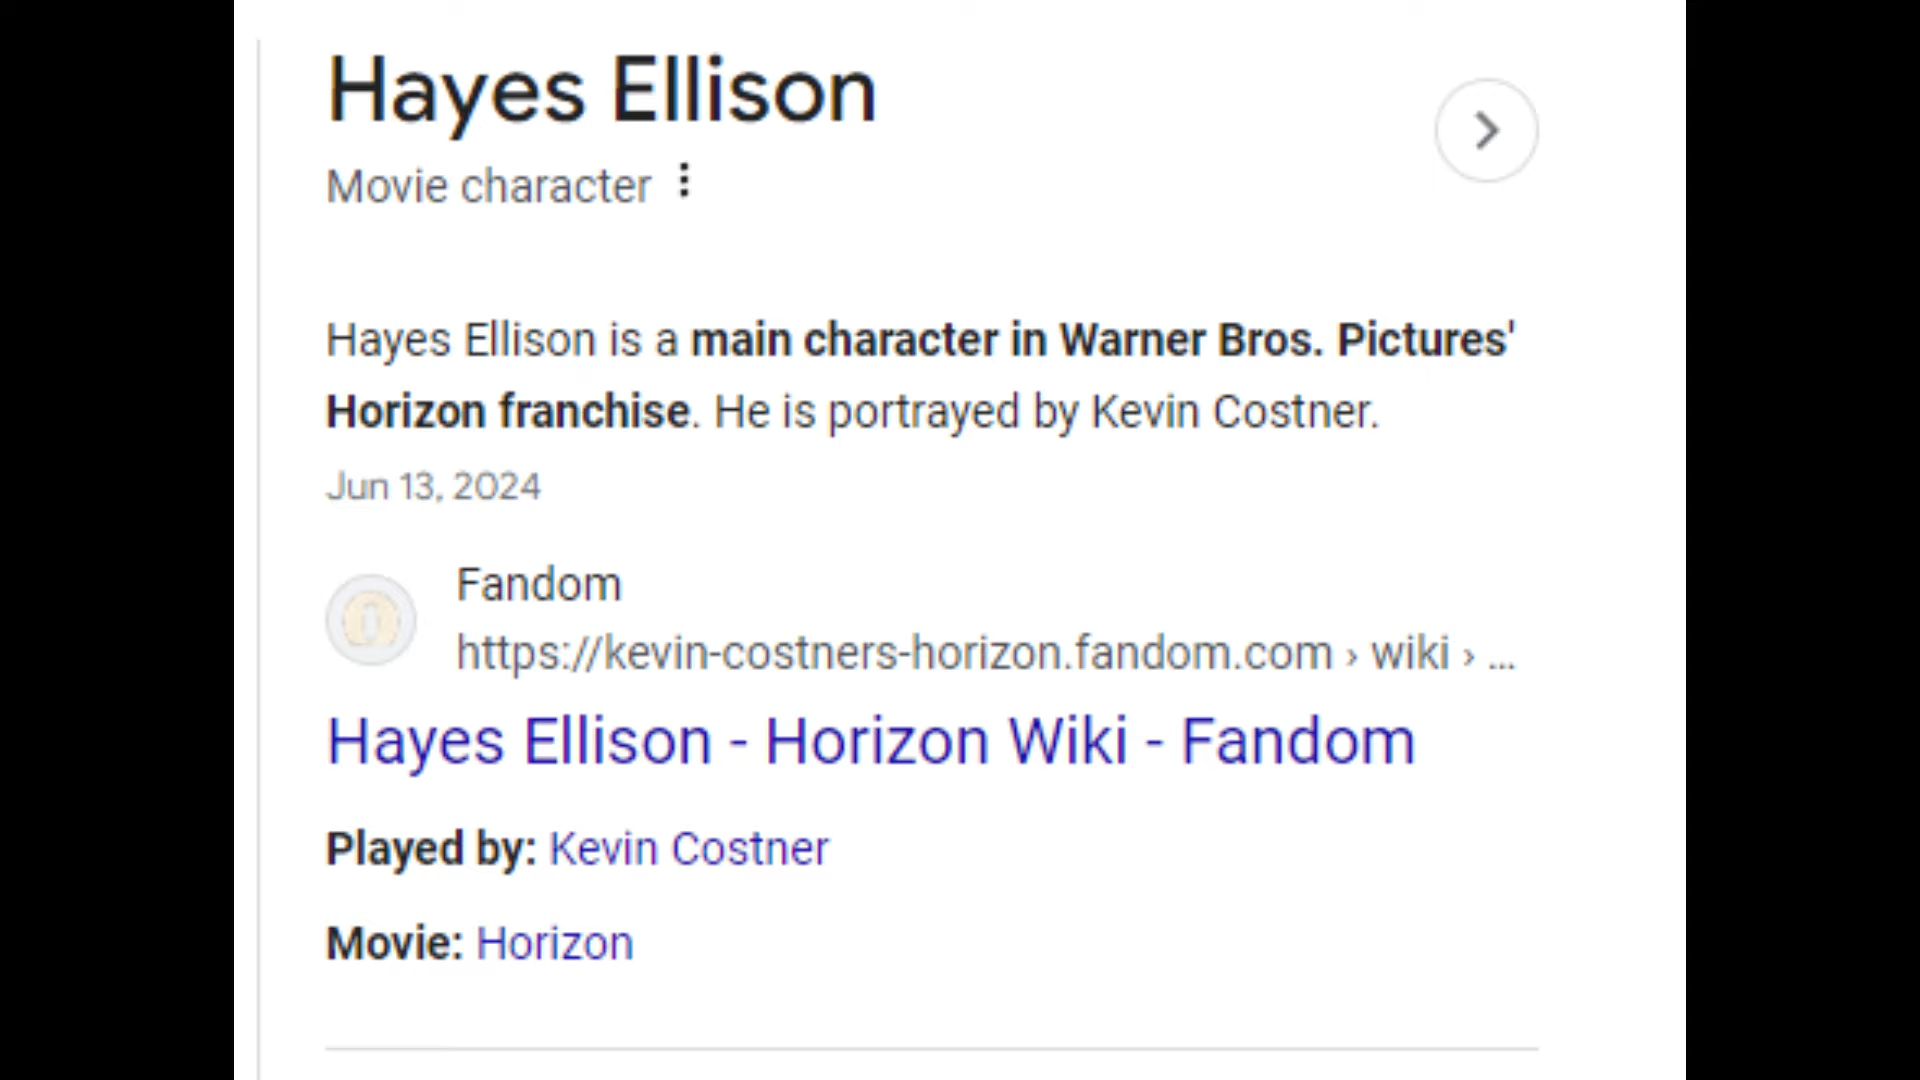 Hayes Ellison
Movie character
Hayes Ellison is a main character in Warner Bros. Pictures'
Horizon franchise. He is portrayed by Kevin Costner.
Jun 13, 2024
Fandom
https://kevin-costners-horizon.fandom.com › wiki › ...
Hayes Ellison - Horizon Wiki - Fandom
Played by: Kevin Costner
Movie: Horizon